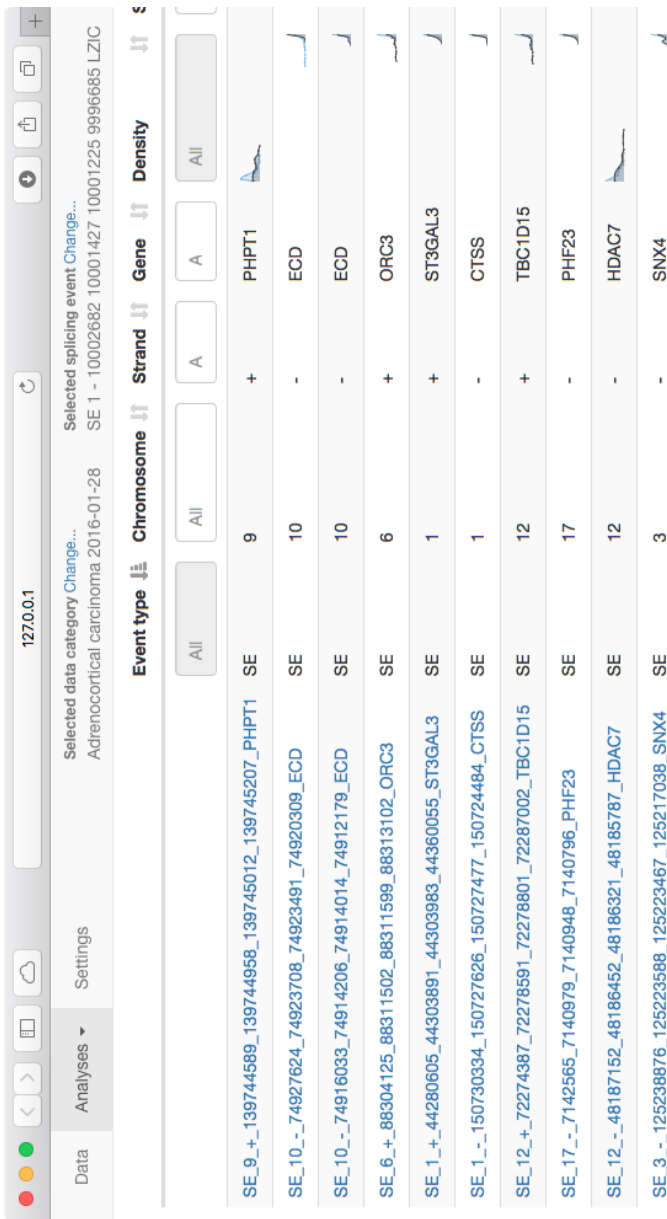 127.0.0.1
Data Analyses Settings
Selected data category Change...
Adrenocortical carcinoma 2016-01-28
Selected splicing event Change...
SE 1 - 10002682 10001427 10001225 9996685 LZIC
Event type Chromosome Strand Gene Density S
All All A A All
SE_9_+_139744589_139744958_139745012_139745207_PHPT1 SE 9 + PHPT1
SE_10_-_74927624_74923708_74923491_74920309_ECD SE 10 - ECD
SE_10_-_74916033_74914206_74914014_74912179_ECD SE 10 - ECD
SE_6_+_88304125_88311502_88311599_88313102_ORC3 SE 6 + ORC3
SE_1_+_44280605_44303891_44303983_44360055_ST3GAL3 SE 1 + ST3GAL3
SE_1_-_150730334_150727626_150727477_150724484_CTSS SE 1 - CTSS
SE_12_+_72274387_72278591_72278801_72287002_TBC1D15 SE 12 + TBC1D15
SE_17_-_7142565_7140979_7140948_7140796_PHF23 SE 17 - PHF23
SE_12_-_48187152_48186452_48186321_48185787_HDAC7 SE 12 - HDAC7
SE_3_-_125238876_125223588_125223467_125217038_SNX4 SE 3 - SNX4